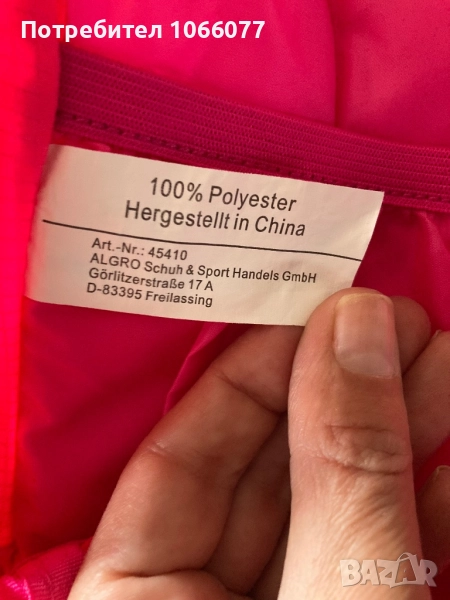 Потребител 1066077
100% Polyester
Hergestellt in China
Art.-Nr.: 45410
ALGRO Schuh & Sport Handels GmbH
Görlitzerstraße 17 A
D-83395 Freilassing
BAZAR